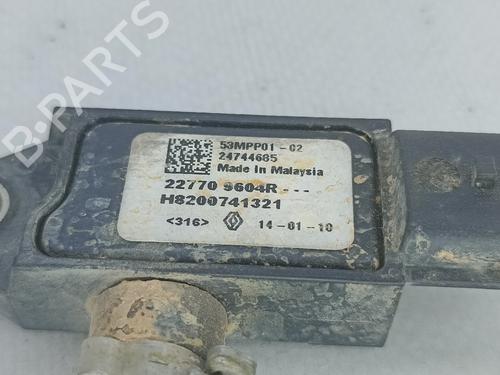 53MPP01-02
24744685
Made in Malaysia
22770 9604R---
H8200741321
<316> 14-01-10
B-PARTS